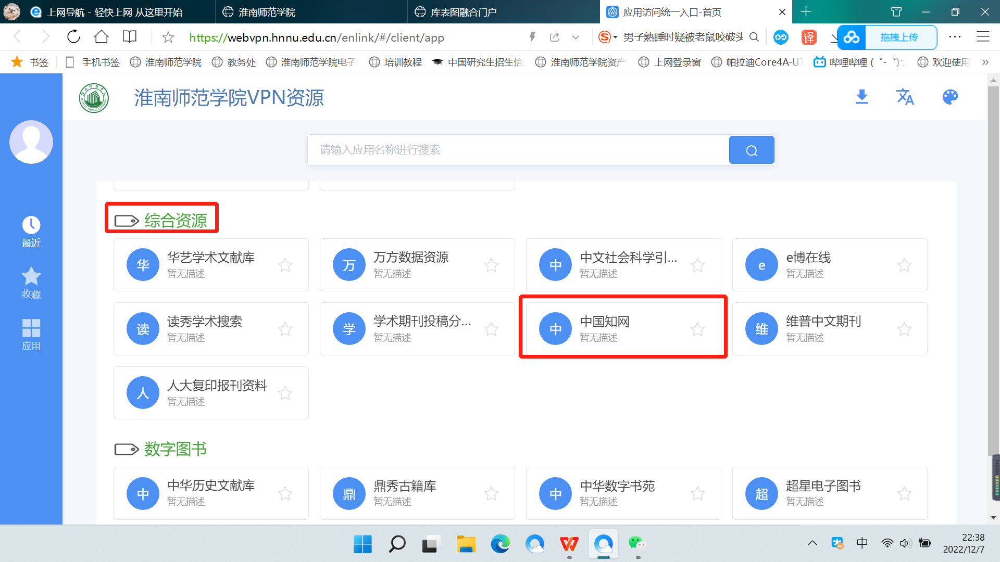 上网导航 - 轻快上网 从这里开始
淮南师范学院
库表图融合门户
应用访问统一入口-首页
https://webvpn.hnnu.edu.cn/enlink/#/client/app
男子熟睡时疑被老鼠咬破头
译
拖拽上传
书签
手机书签
淮南师范学院
教务处
淮南师范学院电子
培训教程
中国研究生招生信
淮南师范学院资产
上网登录窗
帕拉迪Core4A-UT
哔哩哔哩 ( ゜- ゜)つ
欢迎使用
淮南师范学院VPN资源
请输入应用名称进行搜索
最近
收藏
应用
综合资源
华
华艺学术文献库
暂无描述
万
万方数据资源
暂无描述
中
中文社会科学引...
暂无描述
e
e博在线
暂无描述
读
读秀学术搜索
暂无描述
学
学术期刊投稿分...
暂无描述
中
中国知网
暂无描述
维
维普中文期刊
暂无描述
人
人大复印报刊资料
暂无描述
数字图书
中
中华历史文献库
暂无描述
鼎
鼎秀古籍库
暂无描述
中
中华数字书苑
暂无描述
超
超星电子图书
暂无描述
中
22:38
2022/12/7